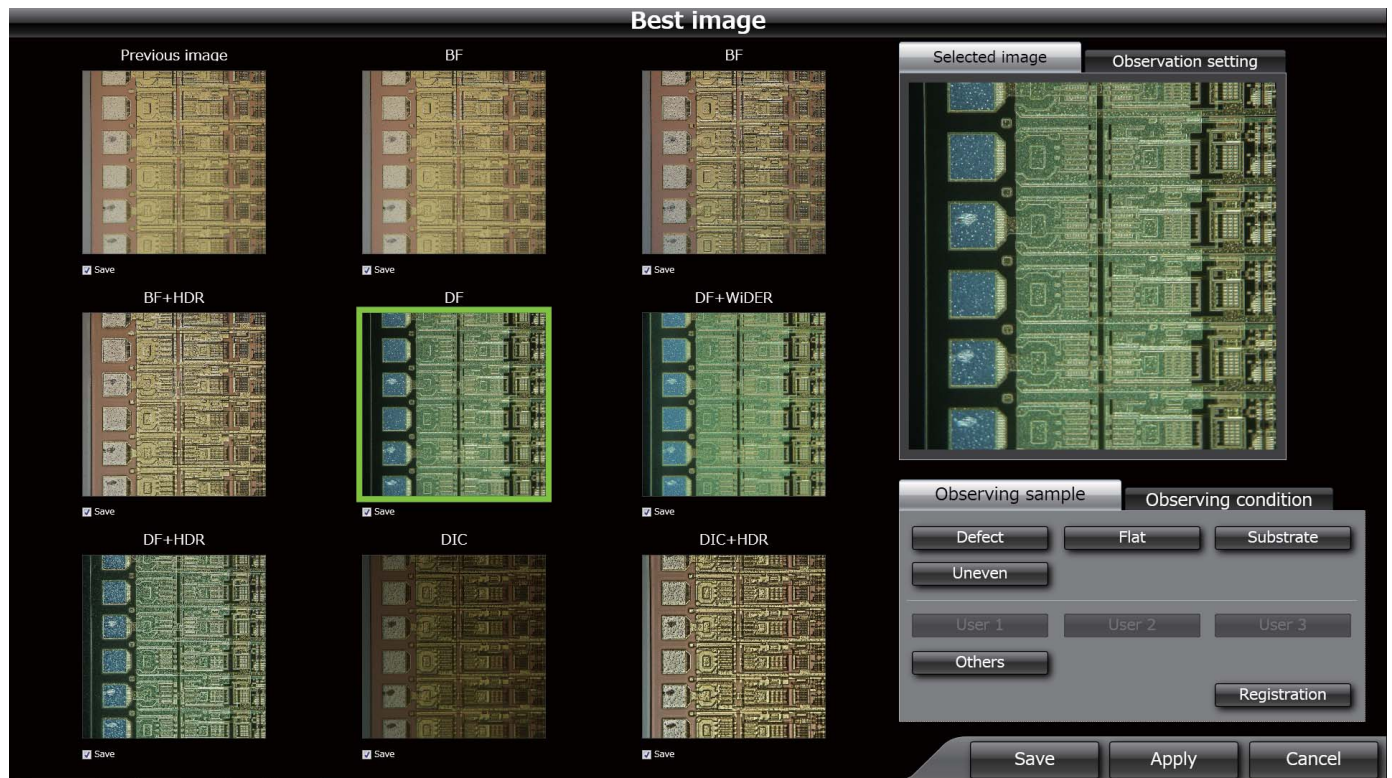 Best image
Previous image
BF
BF
Selected image
Observation setting
Save
Save
Save
BF+HDR
DF
DF+WiDER
Save
Save
Save
Observing sample
Observing condition
Defect
Flat
Substrate
Uneven
DF+HDR
DIC
DIC+HDR
User 1
User 2
User 3
Others
Registration
Save
Save
Save
Save
Apply
Cancel